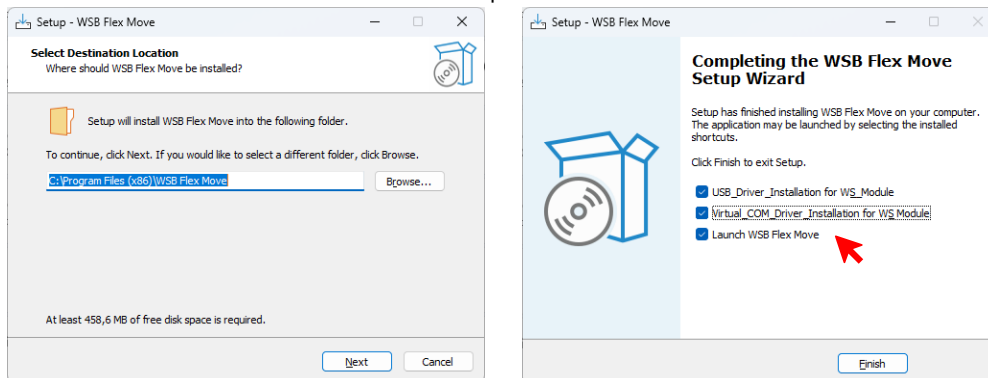 Setup - WSB Flex Move
Select Destination Location
Where should WSB Flex Move be installed?
Setup will install WSB Flex Move into the following folder.
To continue, click Next. If you would like to select a different folder, click Browse.
C:\Program Files (x86)\WSB Flex Move
Browse...
At least 458,6 MB of free disk space is required.
Next
Cancel
Setup - WSB Flex Move
Completing the WSB Flex Move
Setup Wizard
Setup has finished installing WSB Flex Move on your computer.
The application may be launched by selecting the installed
shortcuts.
Click Finish to exit Setup.
USB_Driver_Installation for WS_Module
Virtual_COM_Driver_Installation for WS Module
Launch WSB Flex Move
Finish